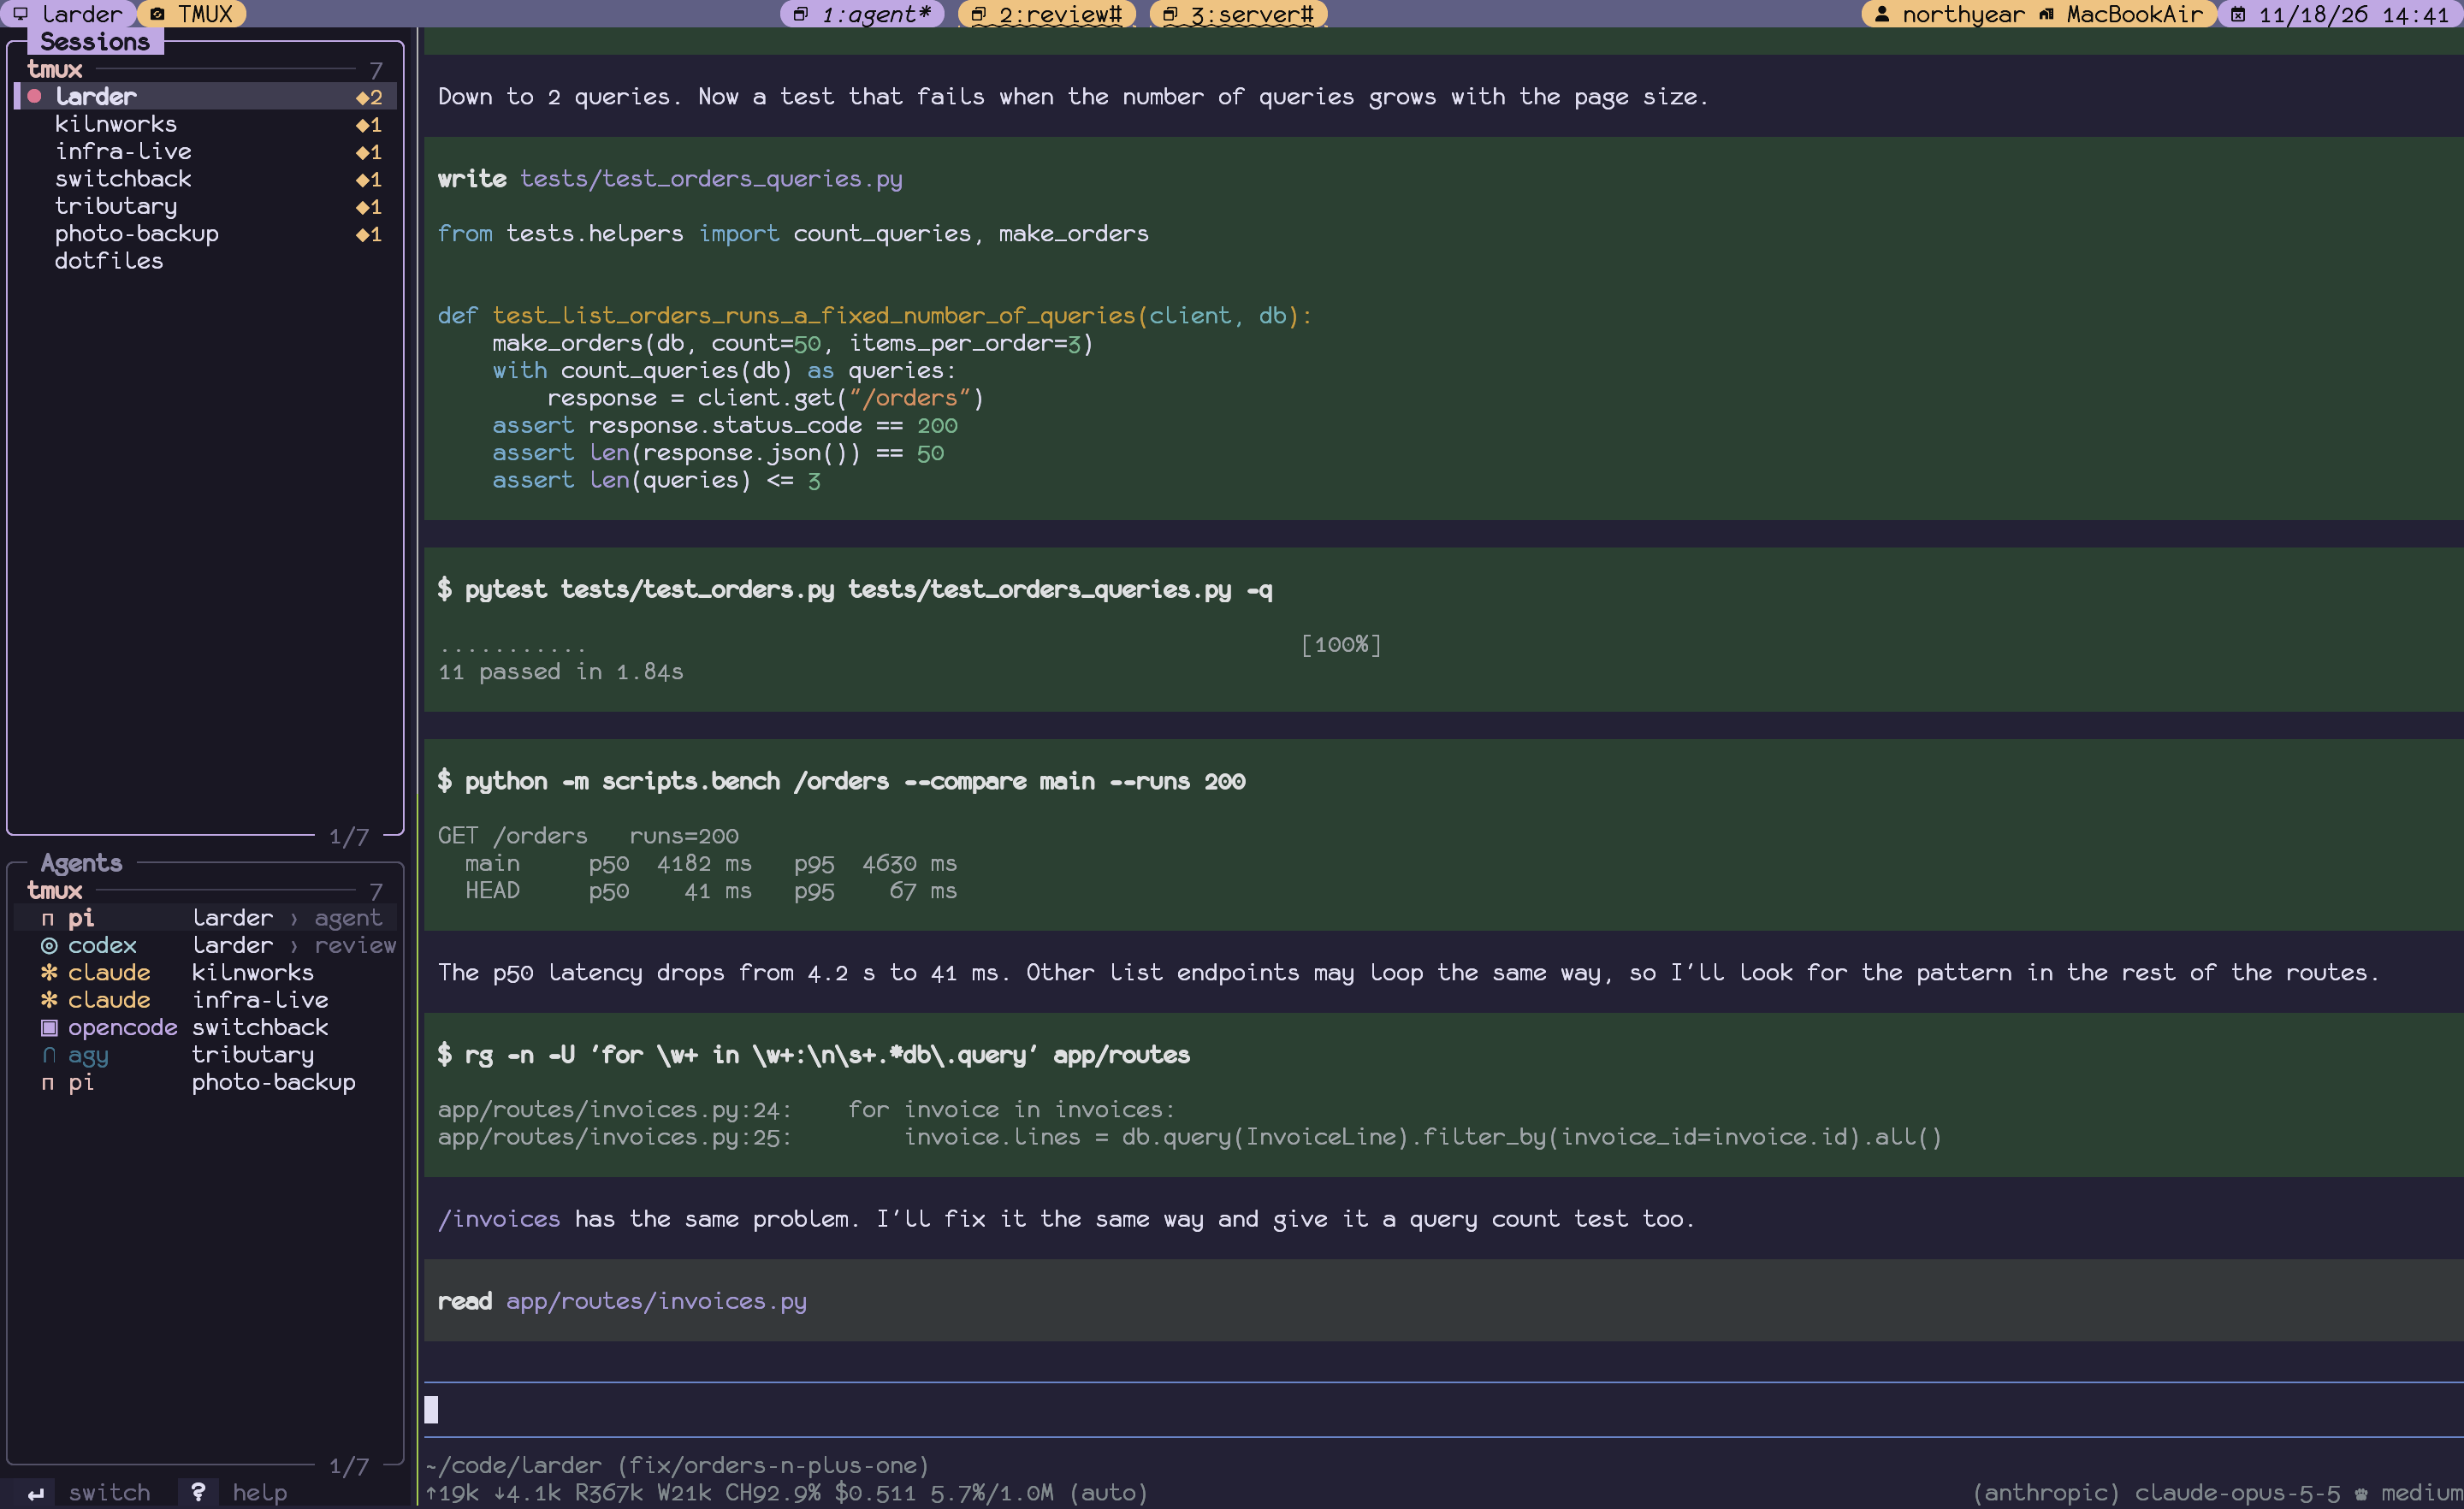 larder TMUX 1:agent* 2:review# 3:server# northyear MacBookAir 11/18/26 14:41
Sessions
tmux 7
larder ◆2
kilnworks ◆1
infra-live ◆1
switchback ◆1
tributary ◆1
photo-backup ◆1
dotfiles
1/7
Agents
tmux 7
pi larder › agent
codex larder › review
claude kilnworks
claude infra-live
opencode switchback
agy tributary
pi photo-backup
1/7
↵ switch ? help
Down to 2 queries. Now a test that fails when the number of queries grows with the page size.
write tests/test_orders_queries.py
from tests.helpers import count_queries, make_orders
def test_list_orders_runs_a_fixed_number_of_queries(client, db):
    make_orders(db, count=50, items_per_order=3)
    with count_queries(db) as queries:
        response = client.get("/orders")
    assert response.status_code == 200
    assert len(response.json()) == 50
    assert len(queries) <= 3
$ pytest tests/test_orders.py tests/test_orders_queries.py -q
........... [100%]
11 passed in 1.84s
$ python -m scripts.bench /orders --compare main --runs 200
GET /orders   runs=200
  main     p50  4182 ms   p95  4630 ms
  HEAD     p50    41 ms   p95    67 ms
The p50 latency drops from 4.2 s to 41 ms. Other list endpoints may loop the same way, so I'll look for the pattern in the rest of the routes.
$ rg -n -U 'for \w+ in \w+:\n\s+.*db\.query' app/routes
app/routes/invoices.py:24:    for invoice in invoices:
app/routes/invoices.py:25:        invoice.lines = db.query(InvoiceLine).filter_by(invoice_id=invoice.id).all()
/invoices has the same problem. I'll fix it the same way and give it a query count test too.
read app/routes/invoices.py
~/code/larder (fix/orders-n-plus-one)
↑19k ↓4.1k R367k W21k CH92.9% $0.511 5.7%/1.0M (auto) (anthropic) claude-opus-5-5 medium